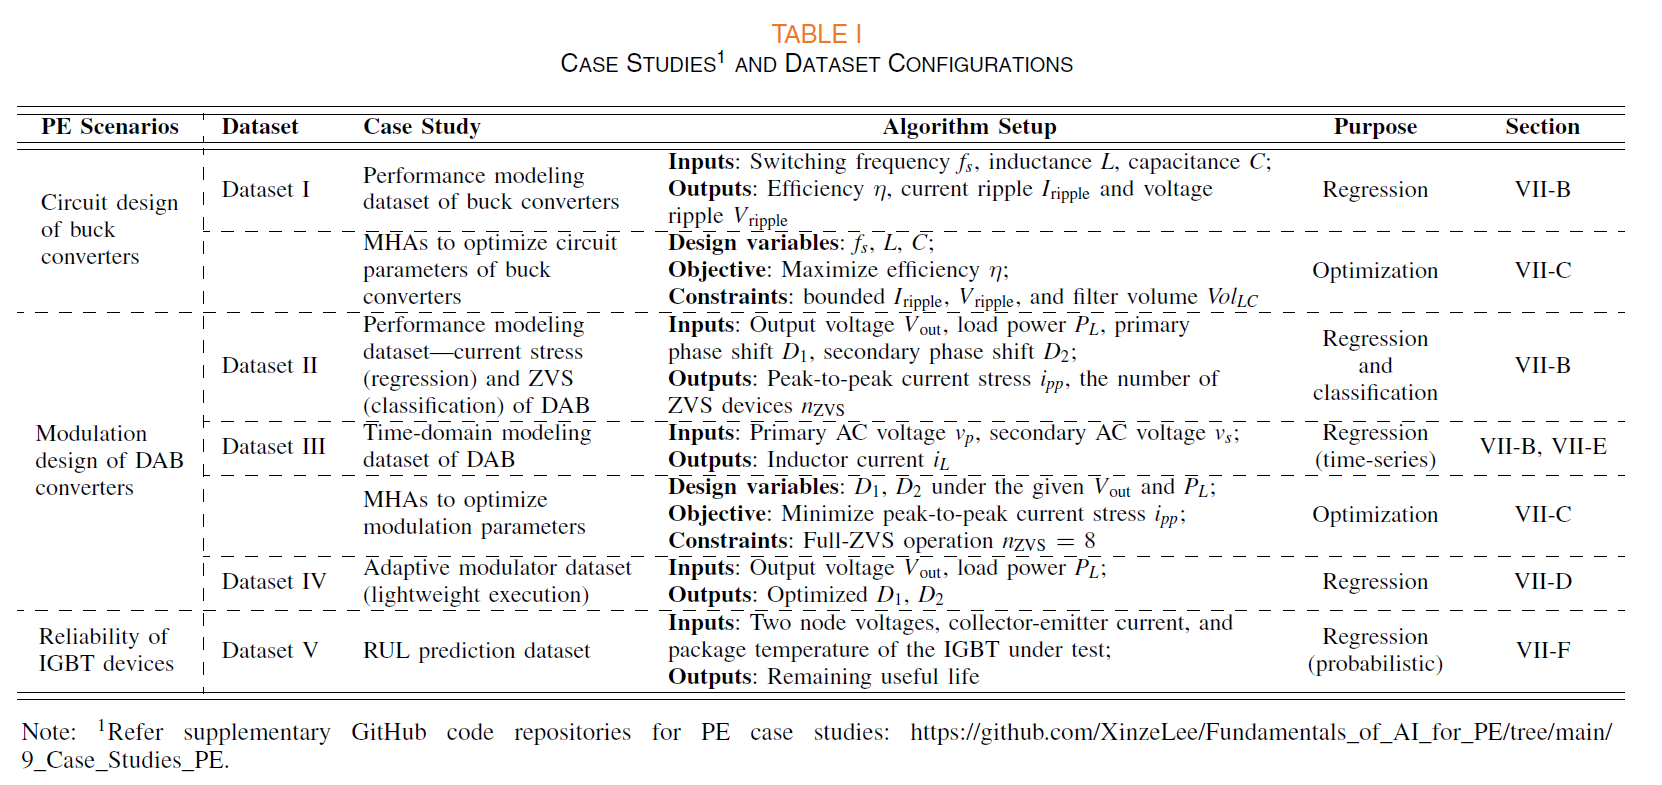 TABLE I
CASE STUDIES¹ AND DATASET CONFIGURATIONS
PE Scenarios Dataset Case Study Algorithm Setup Purpose Section
Circuit design
of buck
converters
Dataset I
Performance modeling
dataset of buck converters
Inputs: Switching frequency fs, inductance L, capacitance C;
Outputs: Efficiency η, current ripple Iripple and voltage
ripple Vripple
Regression
VII-B
MHAs to optimize circuit
parameters of buck
converters
Design variables: fs, L, C;
Objective: Maximize efficiency η;
Constraints: bounded Iripple, Vripple, and filter volume VolLC
Optimization
VII-C
Modulation
design of DAB
converters
Dataset II
Performance modeling
dataset—current stress
(regression) and ZVS
(classification) of DAB
Inputs: Output voltage Vout, load power PL, primary
phase shift D1, secondary phase shift D2;
Outputs: Peak-to-peak current stress ipp, the number of
ZVS devices nZVS
Regression
and
classification
VII-B
Dataset III
Time-domain modeling
dataset of DAB
Inputs: Primary AC voltage vp, secondary AC voltage vs;
Outputs: Inductor current iL
Regression
(time-series)
VII-B, VII-E
MHAs to optimize
modulation parameters
Design variables: D1, D2 under the given Vout and PL;
Objective: Minimize peak-to-peak current stress ipp;
Constraints: Full-ZVS operation nZVS = 8
Optimization
VII-C
Dataset IV
Adaptive modulator dataset
(lightweight execution)
Inputs: Output voltage Vout, load power PL;
Outputs: Optimized D1, D2
Regression
VII-D
Reliability of
IGBT devices
Dataset V
RUL prediction dataset
Inputs: Two node voltages, collector-emitter current, and
package temperature of the IGBT under test;
Outputs: Remaining useful life
Regression
(probabilistic)
VII-F
Note: ¹Refer supplementary GitHub code repositories for PE case studies: https://github.com/XinzeLee/Fundamentals_of_AI_for_PE/tree/main/
9_Case_Studies_PE.